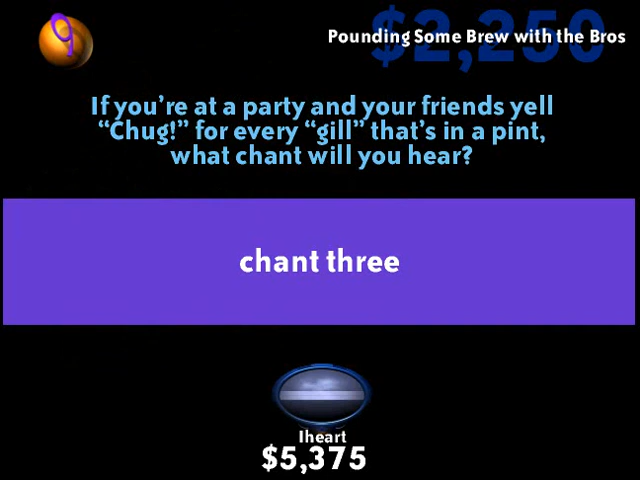 9
$2,250
Pounding Some Brew with the Bros
If you're at a party and your friends yell
“Chug!” for every “gill” that's in a pint,
what chant will you hear?
chant three
Iheart
$5,375